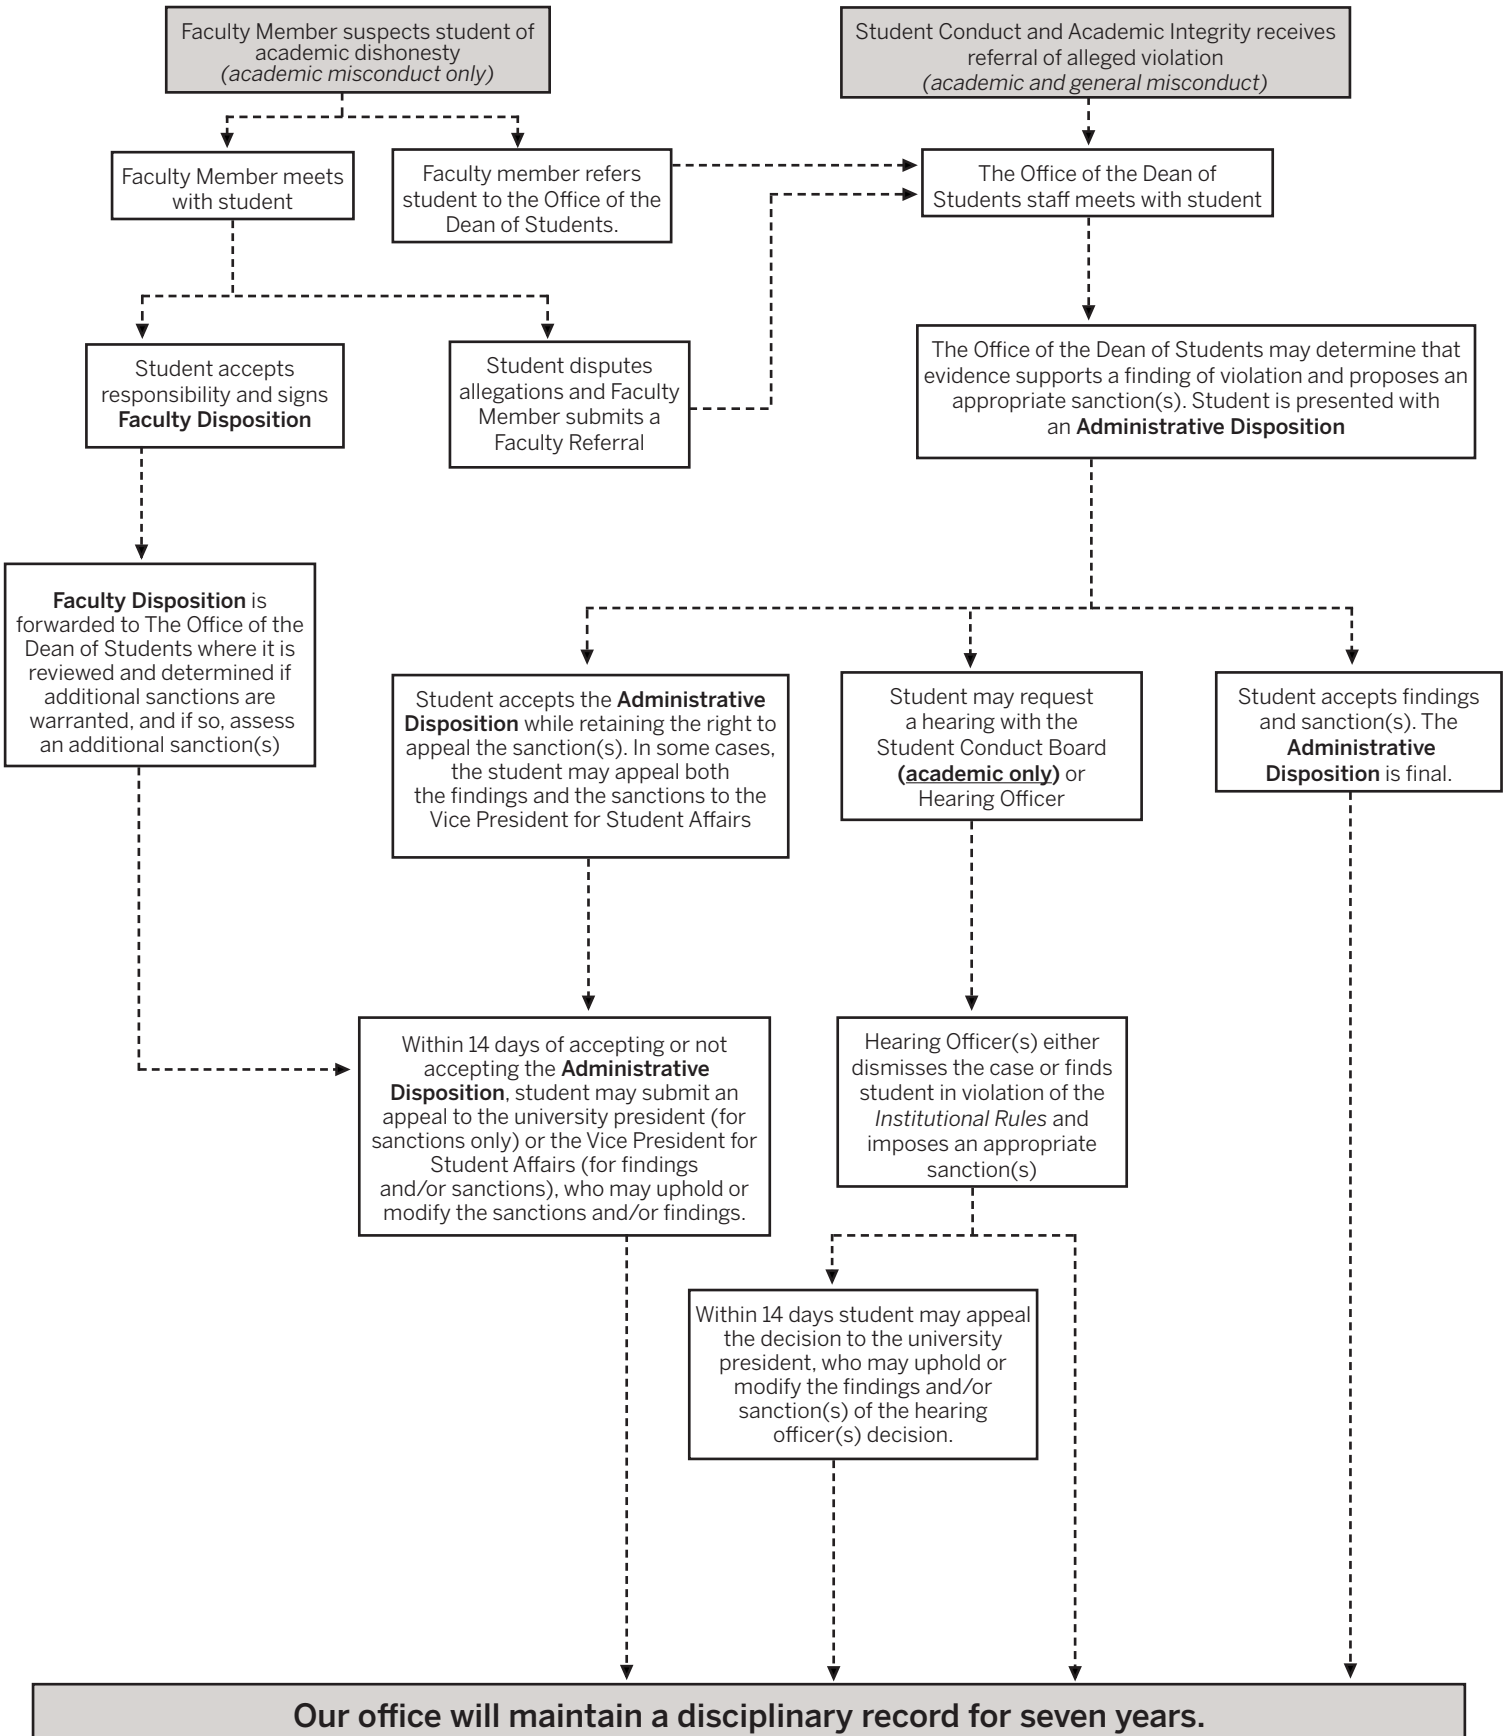 Faculty Member suspects student of
academic dishonesty
(academic misconduct only)
Student Conduct and Academic Integrity receives
referral of alleged violation
(academic and general misconduct)
Faculty Member meets
with student
Faculty member refers
student to the Office of the
Dean of Students.
The Office of the Dean of
Students staff meets with student
Student accepts
responsibility and signs
Faculty Disposition
Student disputes
allegations and Faculty
Member submits a
Faculty Referral
The Office of the Dean of Students may determine that
evidence supports a finding of violation and proposes an
appropriate sanction(s). Student is presented with
an Administrative Disposition
Faculty Disposition is
forwarded to The Office of the
Dean of Students where it is
reviewed and determined if
additional sanctions are
warranted, and if so, assess
an additional sanction(s)
Student accepts the Administrative
Disposition while retaining the right to
appeal the sanction(s). In some cases,
the student may appeal both
the findings and the sanctions to the
Vice President for Student Affairs
Student may request
a hearing with the
Student Conduct Board
(academic only) or
Hearing Officer
Student accepts findings
and sanction(s). The
Administrative
Disposition is final.
Within 14 days of accepting or not
accepting the Administrative
Disposition, student may submit an
appeal to the university president (for
sanctions only) or the Vice President for
Student Affairs (for findings
and/or sanctions), who may uphold or
modify the sanctions and/or findings.
Hearing Officer(s) either
dismisses the case or finds
student in violation of the
Institutional Rules and
imposes an appropriate
sanction(s)
Within 14 days student may appeal
the decision to the university
president, who may uphold or
modify the findings and/or
sanction(s) of the hearing
officer(s) decision.
Our office will maintain a disciplinary record for seven years.